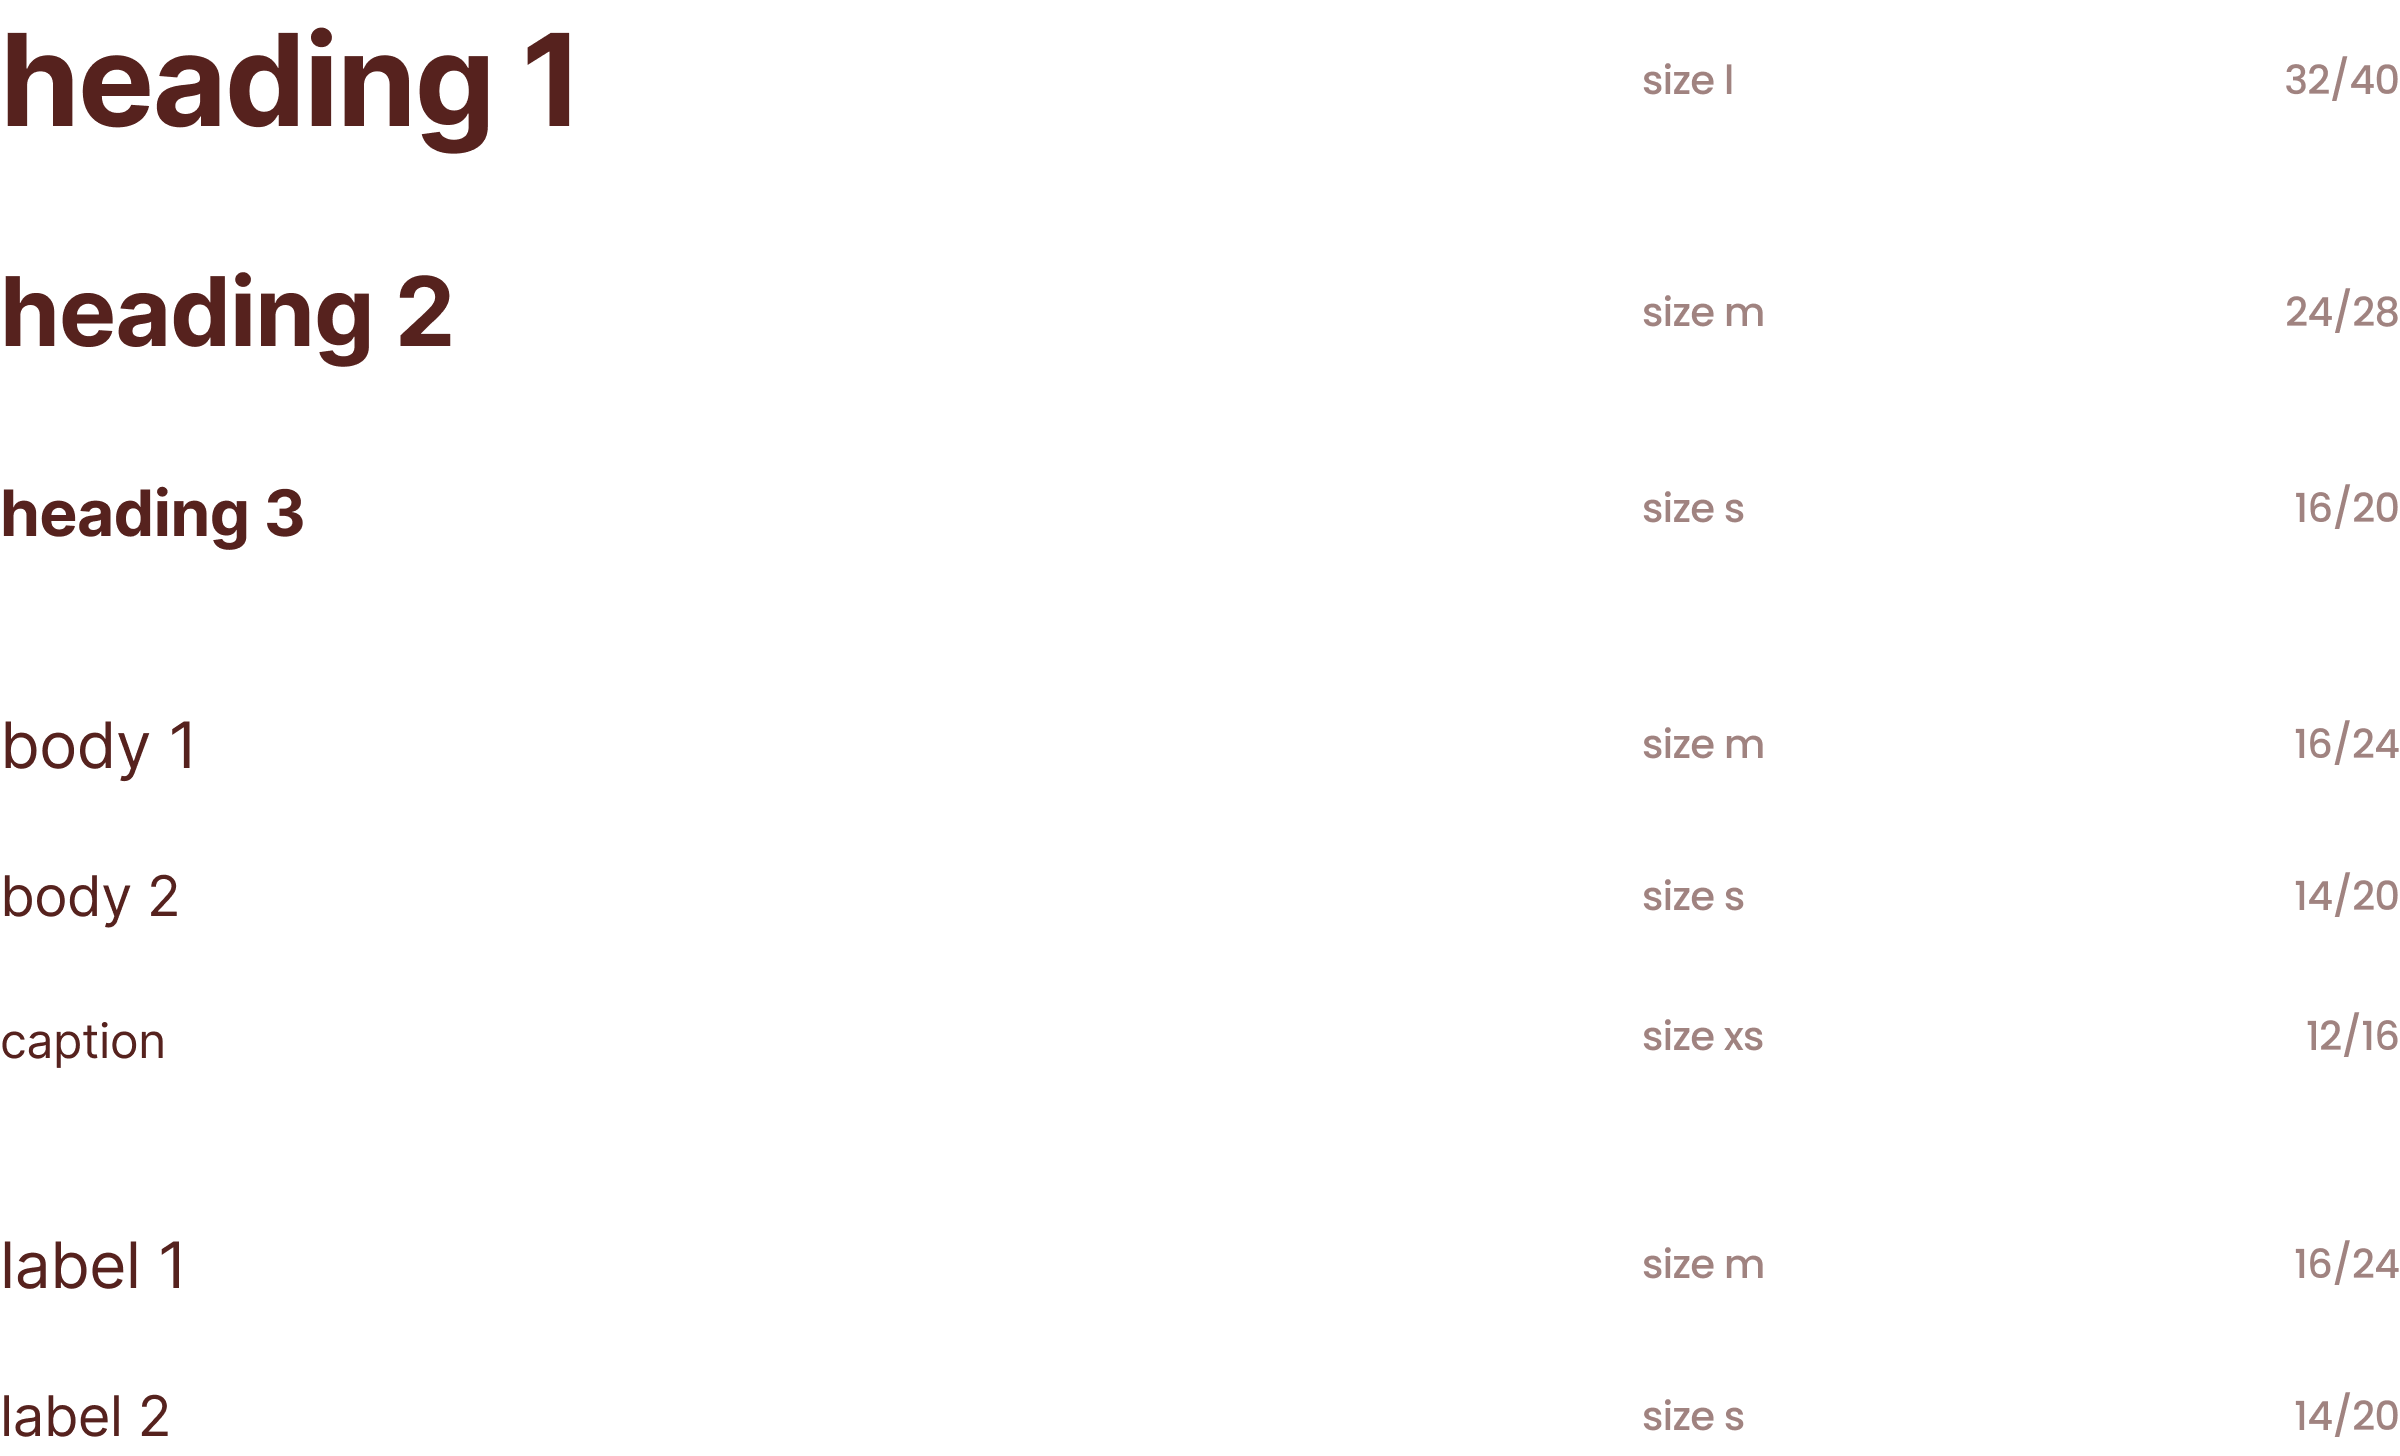 heading 1 size l 32/40
heading 2 size m 24/28
heading 3 size s 16/20
body 1 size m 16/24
body 2 size s 14/20
caption size xs 12/16
label 1 size m 16/24
label 2 size s 14/20